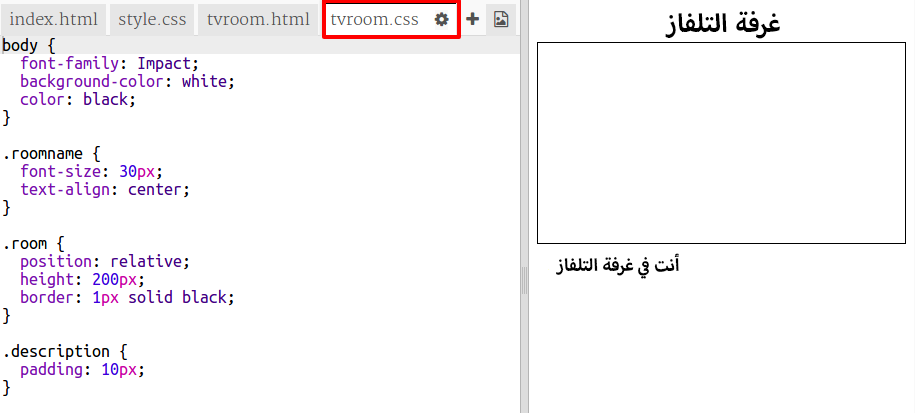 index.html style.css tvroom.html tvroom.css
body {
  font-family: Impact;
  background-color: white;
  color: black;
}

.roomname {
  font-size: 30px;
  text-align: center;
}

.room {
  position: relative;
  height: 200px;
  border: 1px solid black;
}

.description {
  padding: 10px;
}
غرفة التلفاز
أنت في غرفة التلفاز